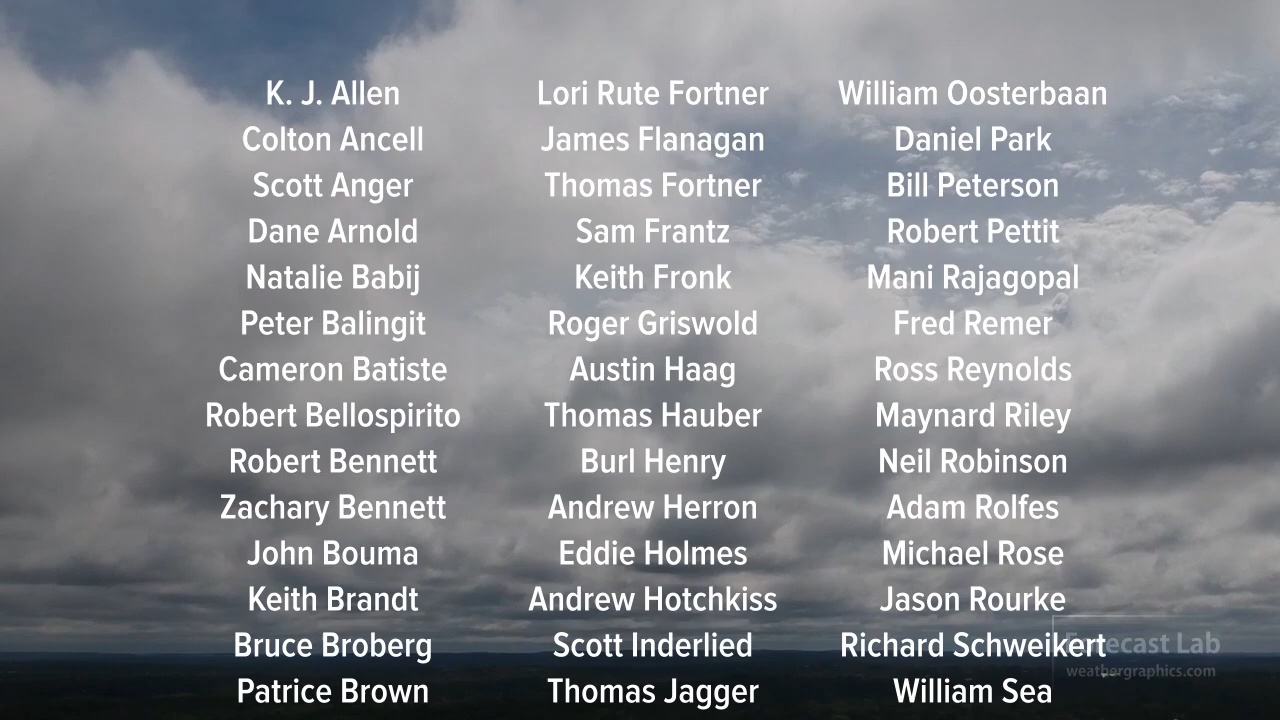 K. J. Allen
Colton Ancell
Scott Anger
Dane Arnold
Natalie Babij
Peter Balingit
Cameron Batiste
Robert Bellospirito
Robert Bennett
Zachary Bennett
John Bouma
Keith Brandt
Bruce Broberg
Patrice Brown
Lori Rute Fortner
James Flanagan
Thomas Fortner
Sam Frantz
Keith Fronk
Roger Griswold
Austin Haag
Thomas Hauber
Burl Henry
Andrew Herron
Eddie Holmes
Andrew Hotchkiss
Scott Inderlied
Thomas Jagger
William Oosterbaan
Daniel Park
Bill Peterson
Robert Pettit
Mani Rajagopal
Fred Remer
Ross Reynolds
Maynard Riley
Neil Robinson
Adam Rolfes
Michael Rose
Jason Rourke
Richard Schweikert
William Sea
Forecast Lab
weathergraphics.com